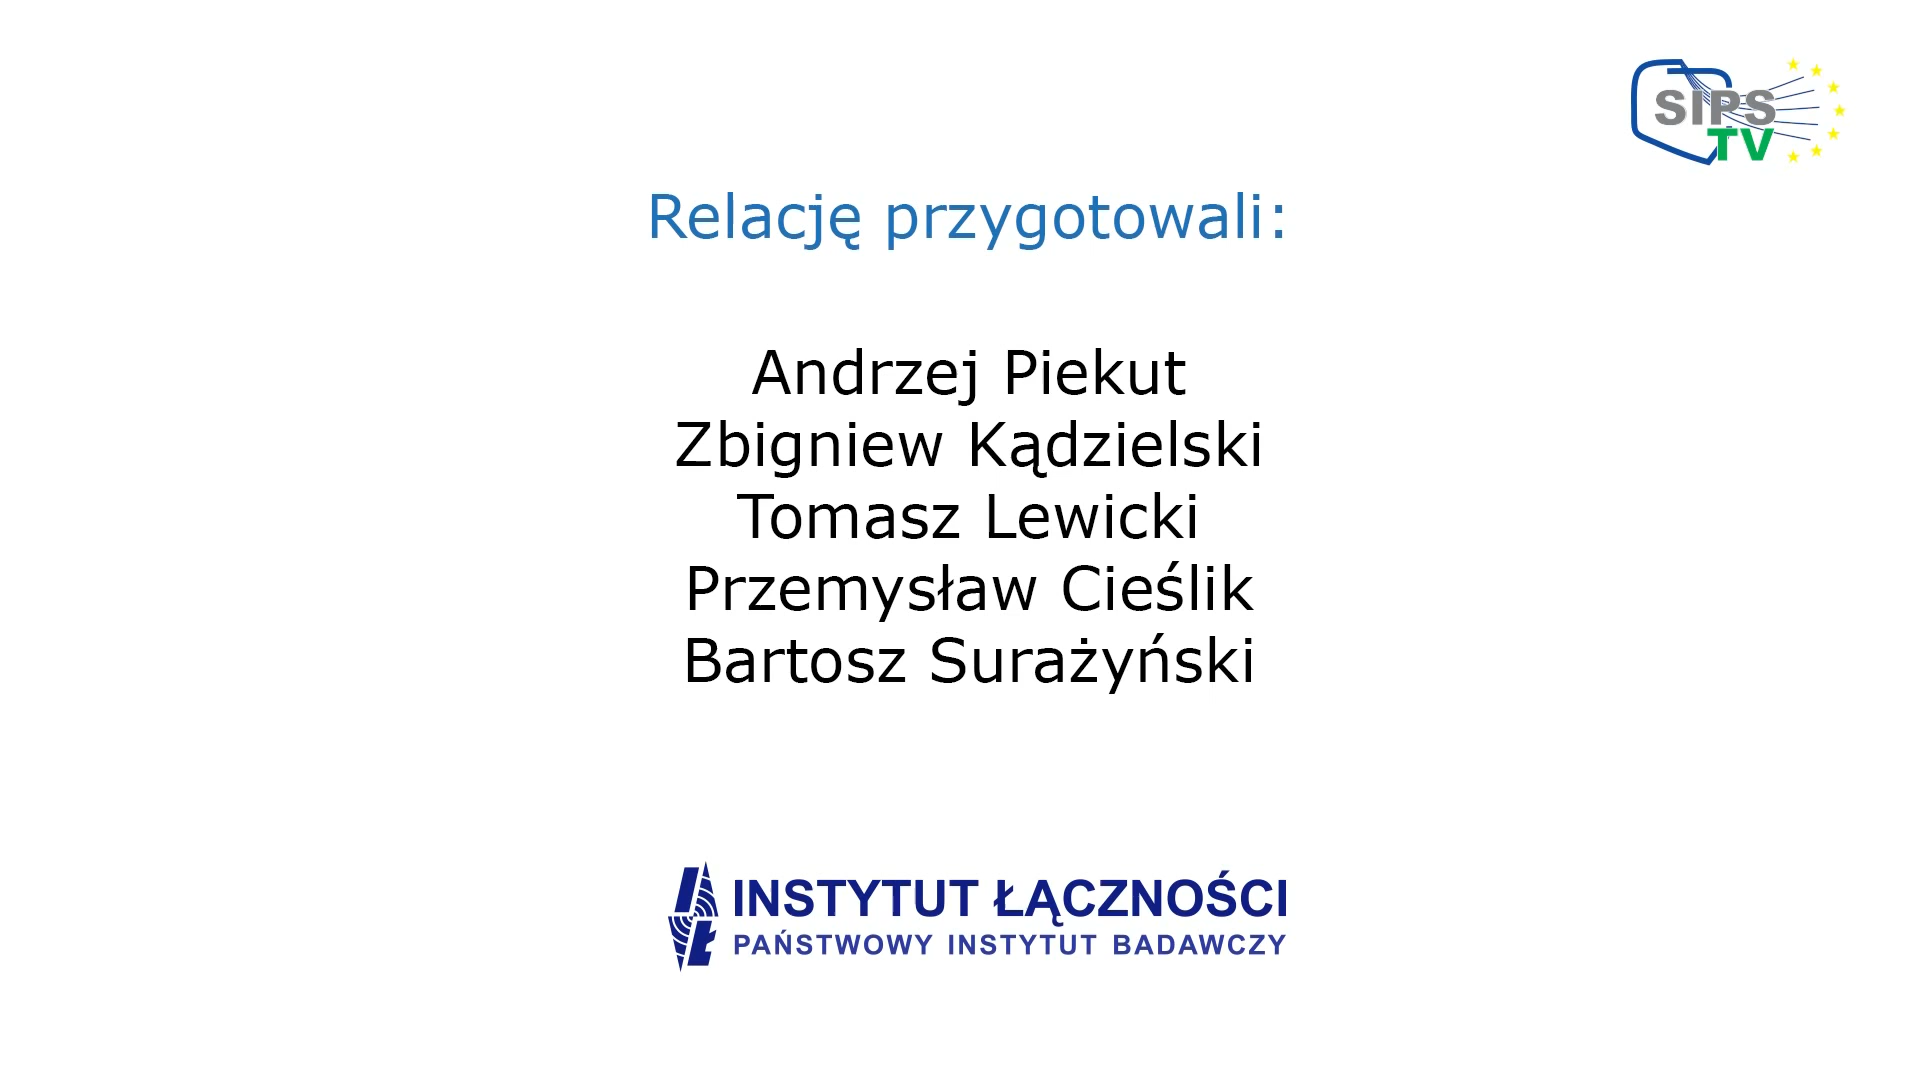 SIPS
TV
Relację przygotowali:
Andrzej Piekut
Zbigniew Kądzielski
Tomasz Lewicki
Przemysław Cieślik
Bartosz Surażyński
INSTYTUT ŁĄCZNOŚCI
PAŃSTWOWY INSTYTUT BADAWCZY